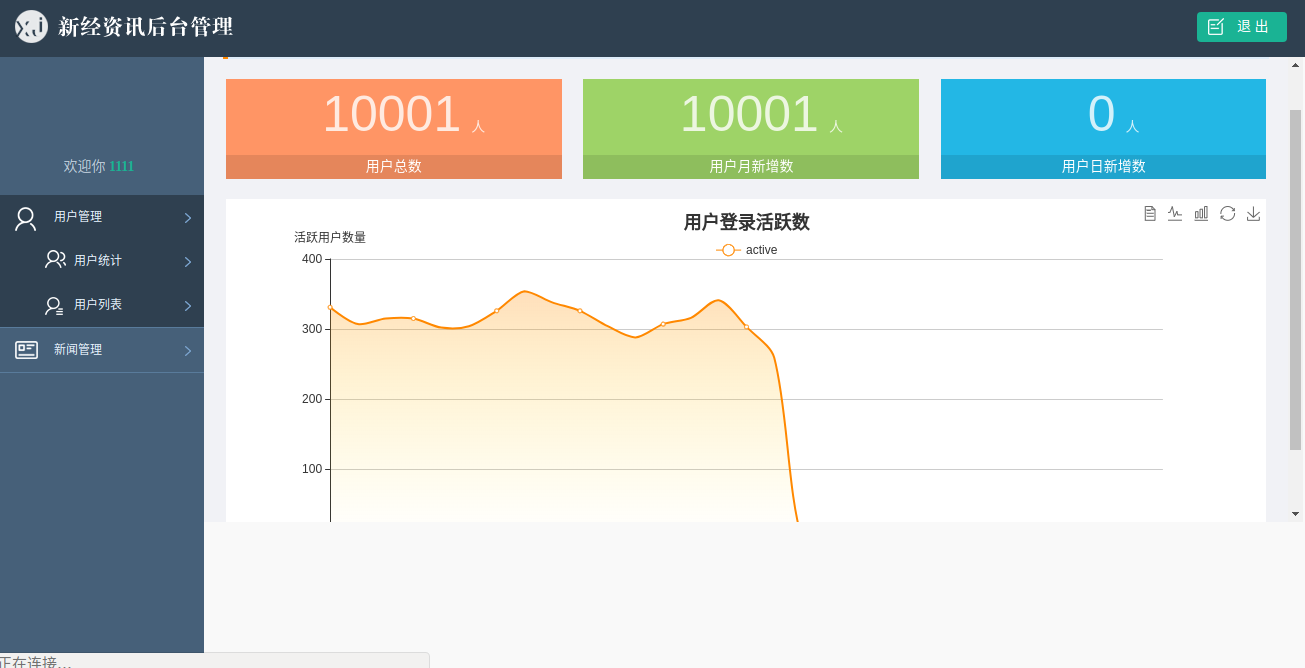 新经资讯后台管理
退 出
欢迎你 1111
用户管理
用户统计
用户列表
新闻管理
10001 人
用户总数
10001 人
用户月新增数
0 人
用户日新增数
用户登录活跃数
活跃用户数量
active
400
300
200
100
正在连接…